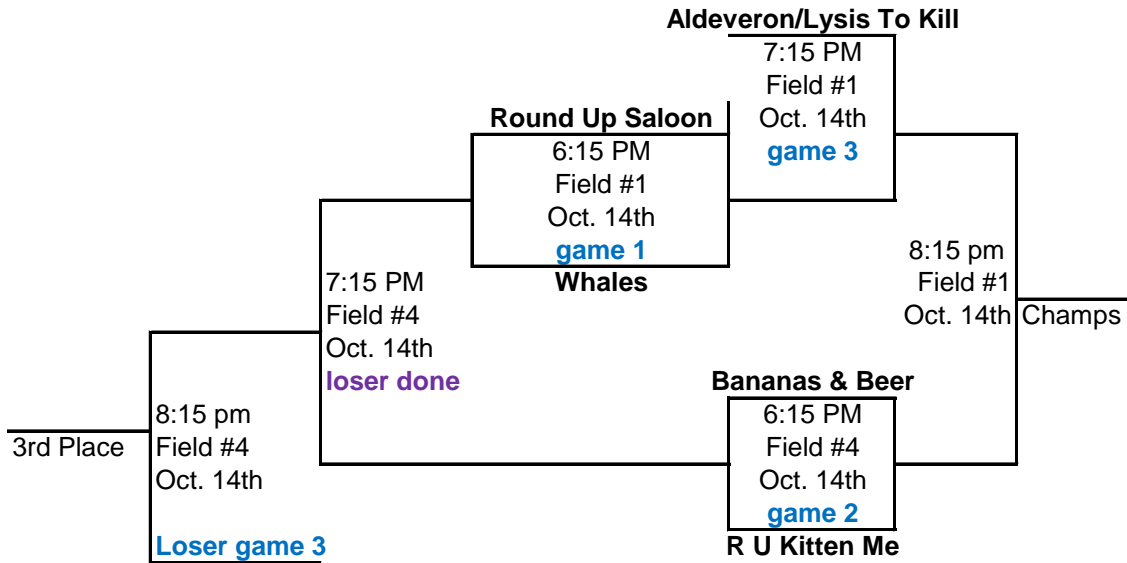 Aldeveron/Lysis To Kill
7:15 PM
Field #1
Oct. 14th
game 3
Round Up Saloon
6:15 PM
Field #1
Oct. 14th
game 1
Whales
7:15 PM
Field #4
Oct. 14th
loser done
8:15 pm
Field #1
Oct. 14th
Champs
Bananas & Beer
6:15 PM
Field #4
Oct. 14th
game 2
R U Kitten Me
8:15 pm
Field #4
Oct. 14th
3rd Place
Loser game 3